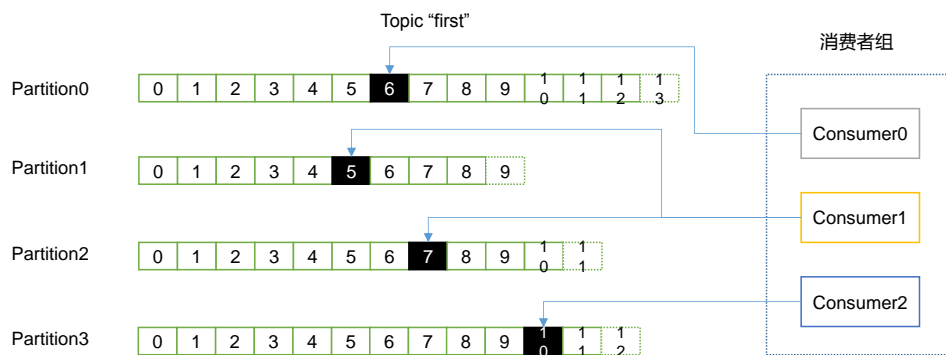 Topic “first”
消费者组
Partition0 0 1 2 3 4 5 6 7 8 9 10 11 12 13
Consumer0
Partition1 0 1 2 3 4 5 6 7 8 9
Consumer1
Partition2 0 1 2 3 4 5 6 7 8 9 10 11
Consumer2
Partition3 0 1 2 3 4 5 6 7 8 9 10 11 12